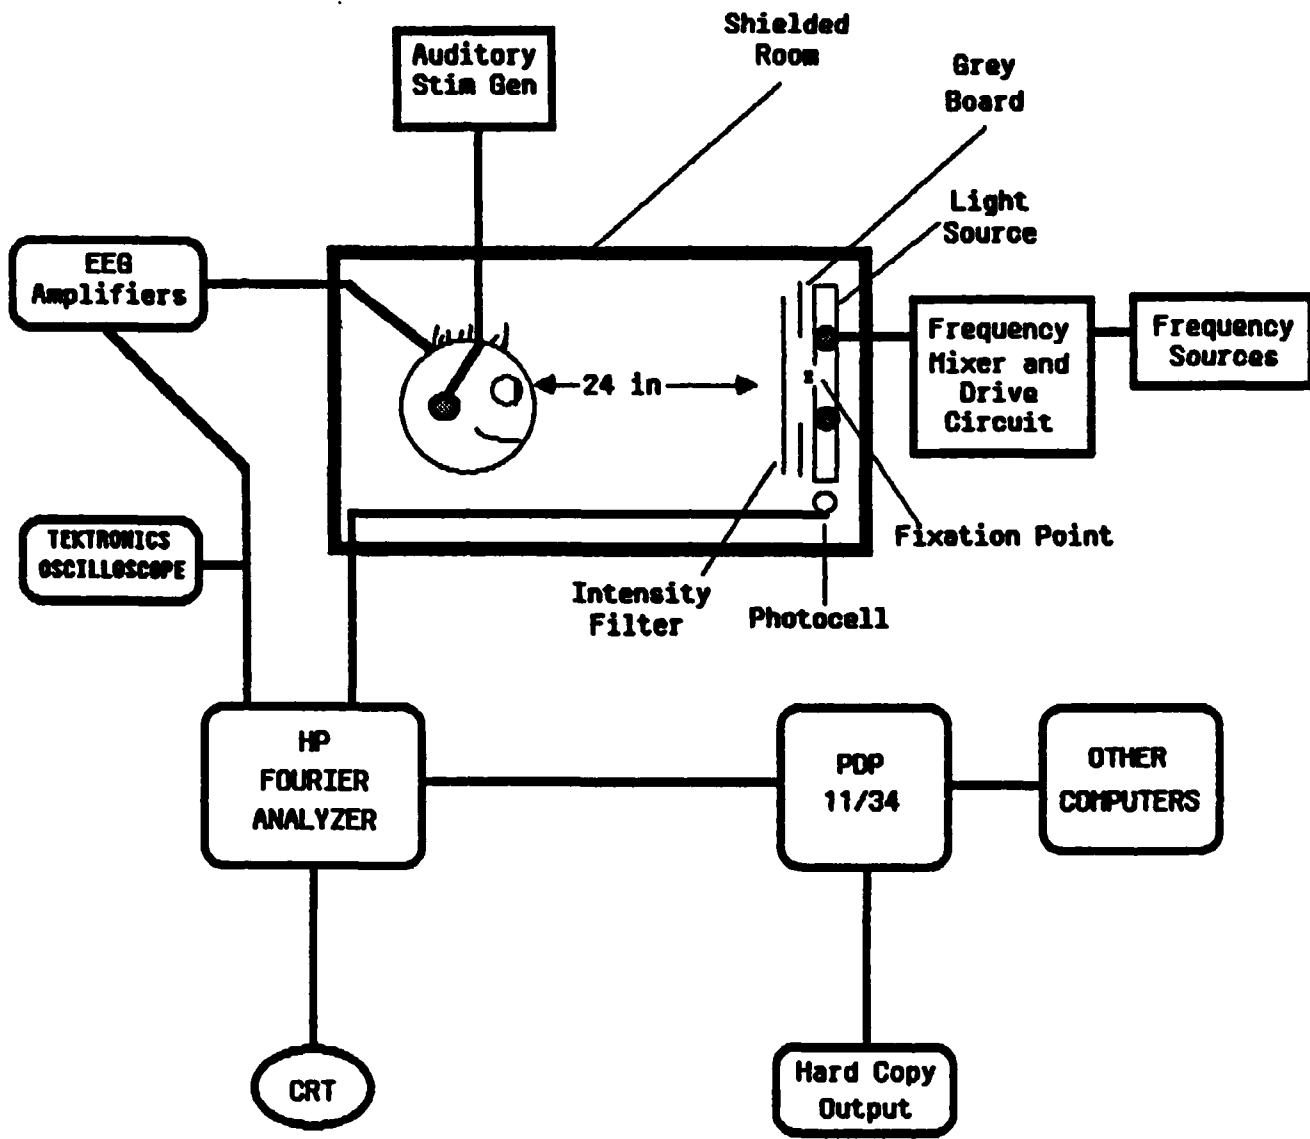 Auditory
Stim Gen
Shielded
Room
Grey
Board
Light
Source
EEG
Amplifiers
24 in
Frequency
Mixer and
Drive
Circuit
Frequency
Sources
TEKTRONICS
OSCILLOSCOPE
Fixation Point
Intensity
Filter
Photocell
HP
FOURIER
ANALYZER
PDP
11/34
OTHER
COMPUTERS
CRT
Hard Copy
Output